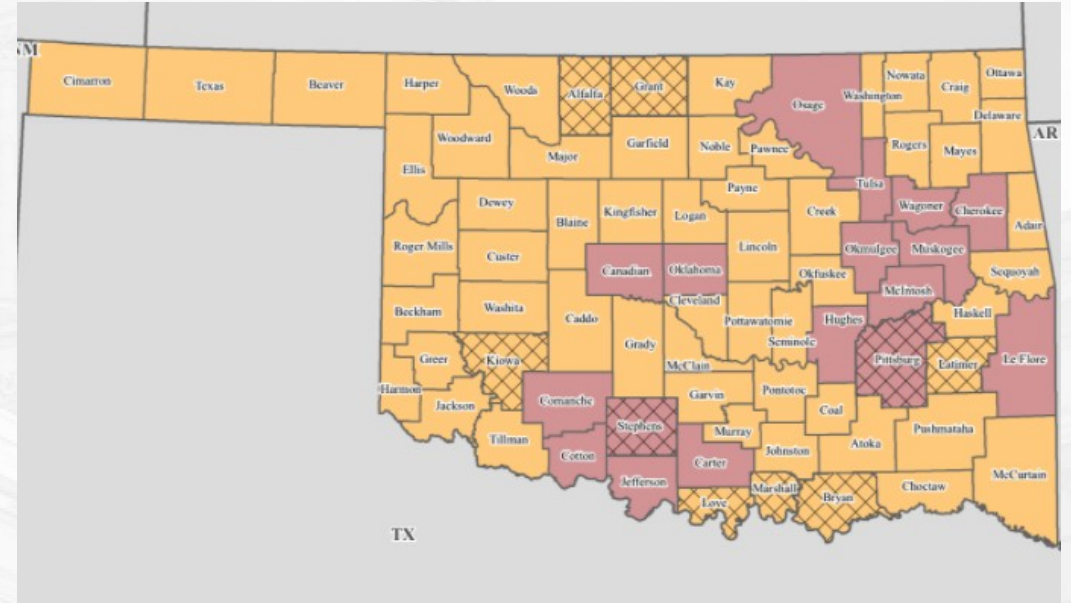 NM
Cimarron
Texas
Beaver
Harper
Woods
Alfalfa
Grant
Kay
Osage
Washington
Nowata
Craig
Ottawa
Delaware
AR
Woodward
Ellis
Major
Garfield
Noble
Pawnee
Rogers
Mayes
Tulsa
Wagoner
Cherokee
Adair
Dewey
Blaine
Kingfisher
Logan
Payne
Creek
Roger Mills
Custer
Lincoln
Okmulgee
Muskogee
Sequoyah
Canadian
Oklahoma
Okfuskee
McIntosh
Beckham
Washita
Caddo
Cleveland
Pottawatomie
Seminole
Hughes
Haskell
Greer
Kiowa
Grady
McClain
Pittsburg
Latimer
Le Flore
Harmon
Jackson
Comanche
Garvin
Pontotoc
Coal
Tillman
Stephens
Murray
Johnston
Atoka
Pushmataha
Cotton
Carter
Jefferson
Love
Marshall
Bryan
Choctaw
McCurtain
TX